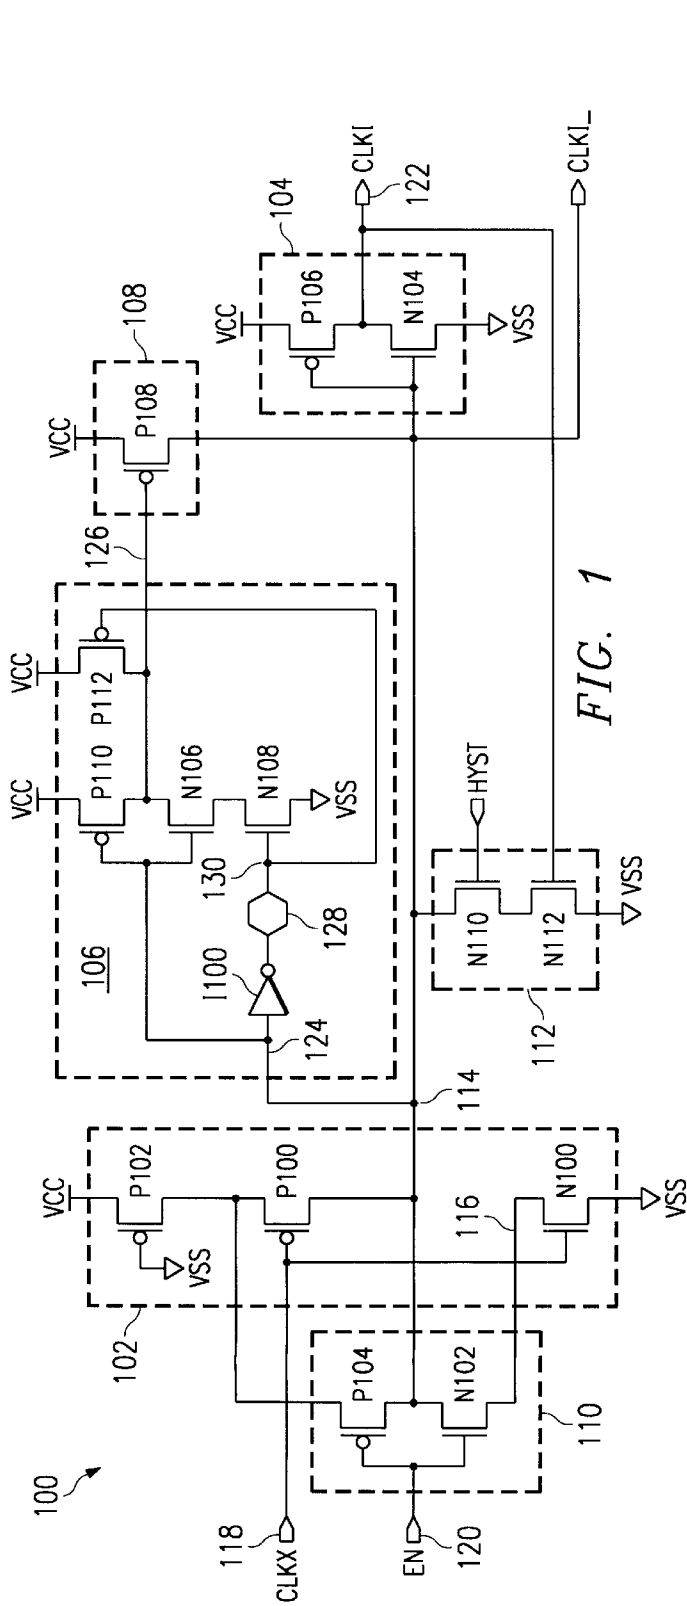 100
118
CLKX
EN
120
110
P104
N102
102
VCC
P102
VSS
P100
116
N100
VSS
114
106
124
I100
128
130
VCC
P110
N106
N108
VSS
VCC
P112
126
112
N110
N112
VSS
HYST
FIG. 1
VCC
P108
108
VCC
P106
N104
VSS
104
CLKI
122
CLKI_